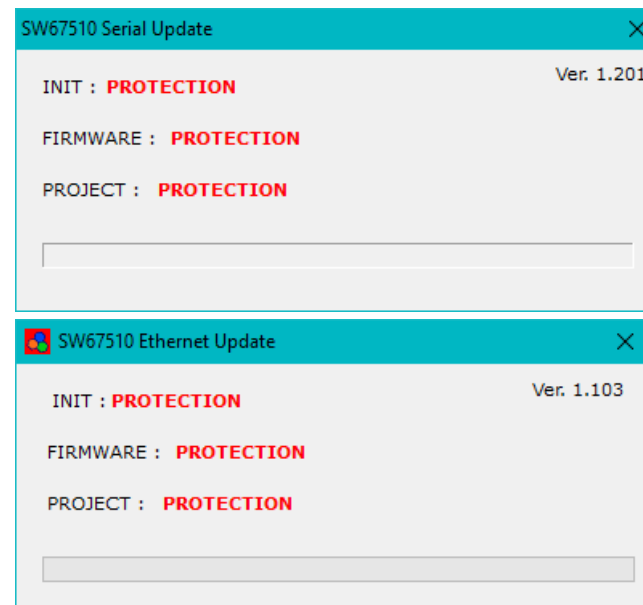 SW67510 Serial Update
Ver. 1.201
INIT : PROTECTION
FIRMWARE : PROTECTION
PROJECT : PROTECTION
SW67510 Ethernet Update
Ver. 1.103
INIT : PROTECTION
FIRMWARE : PROTECTION
PROJECT : PROTECTION